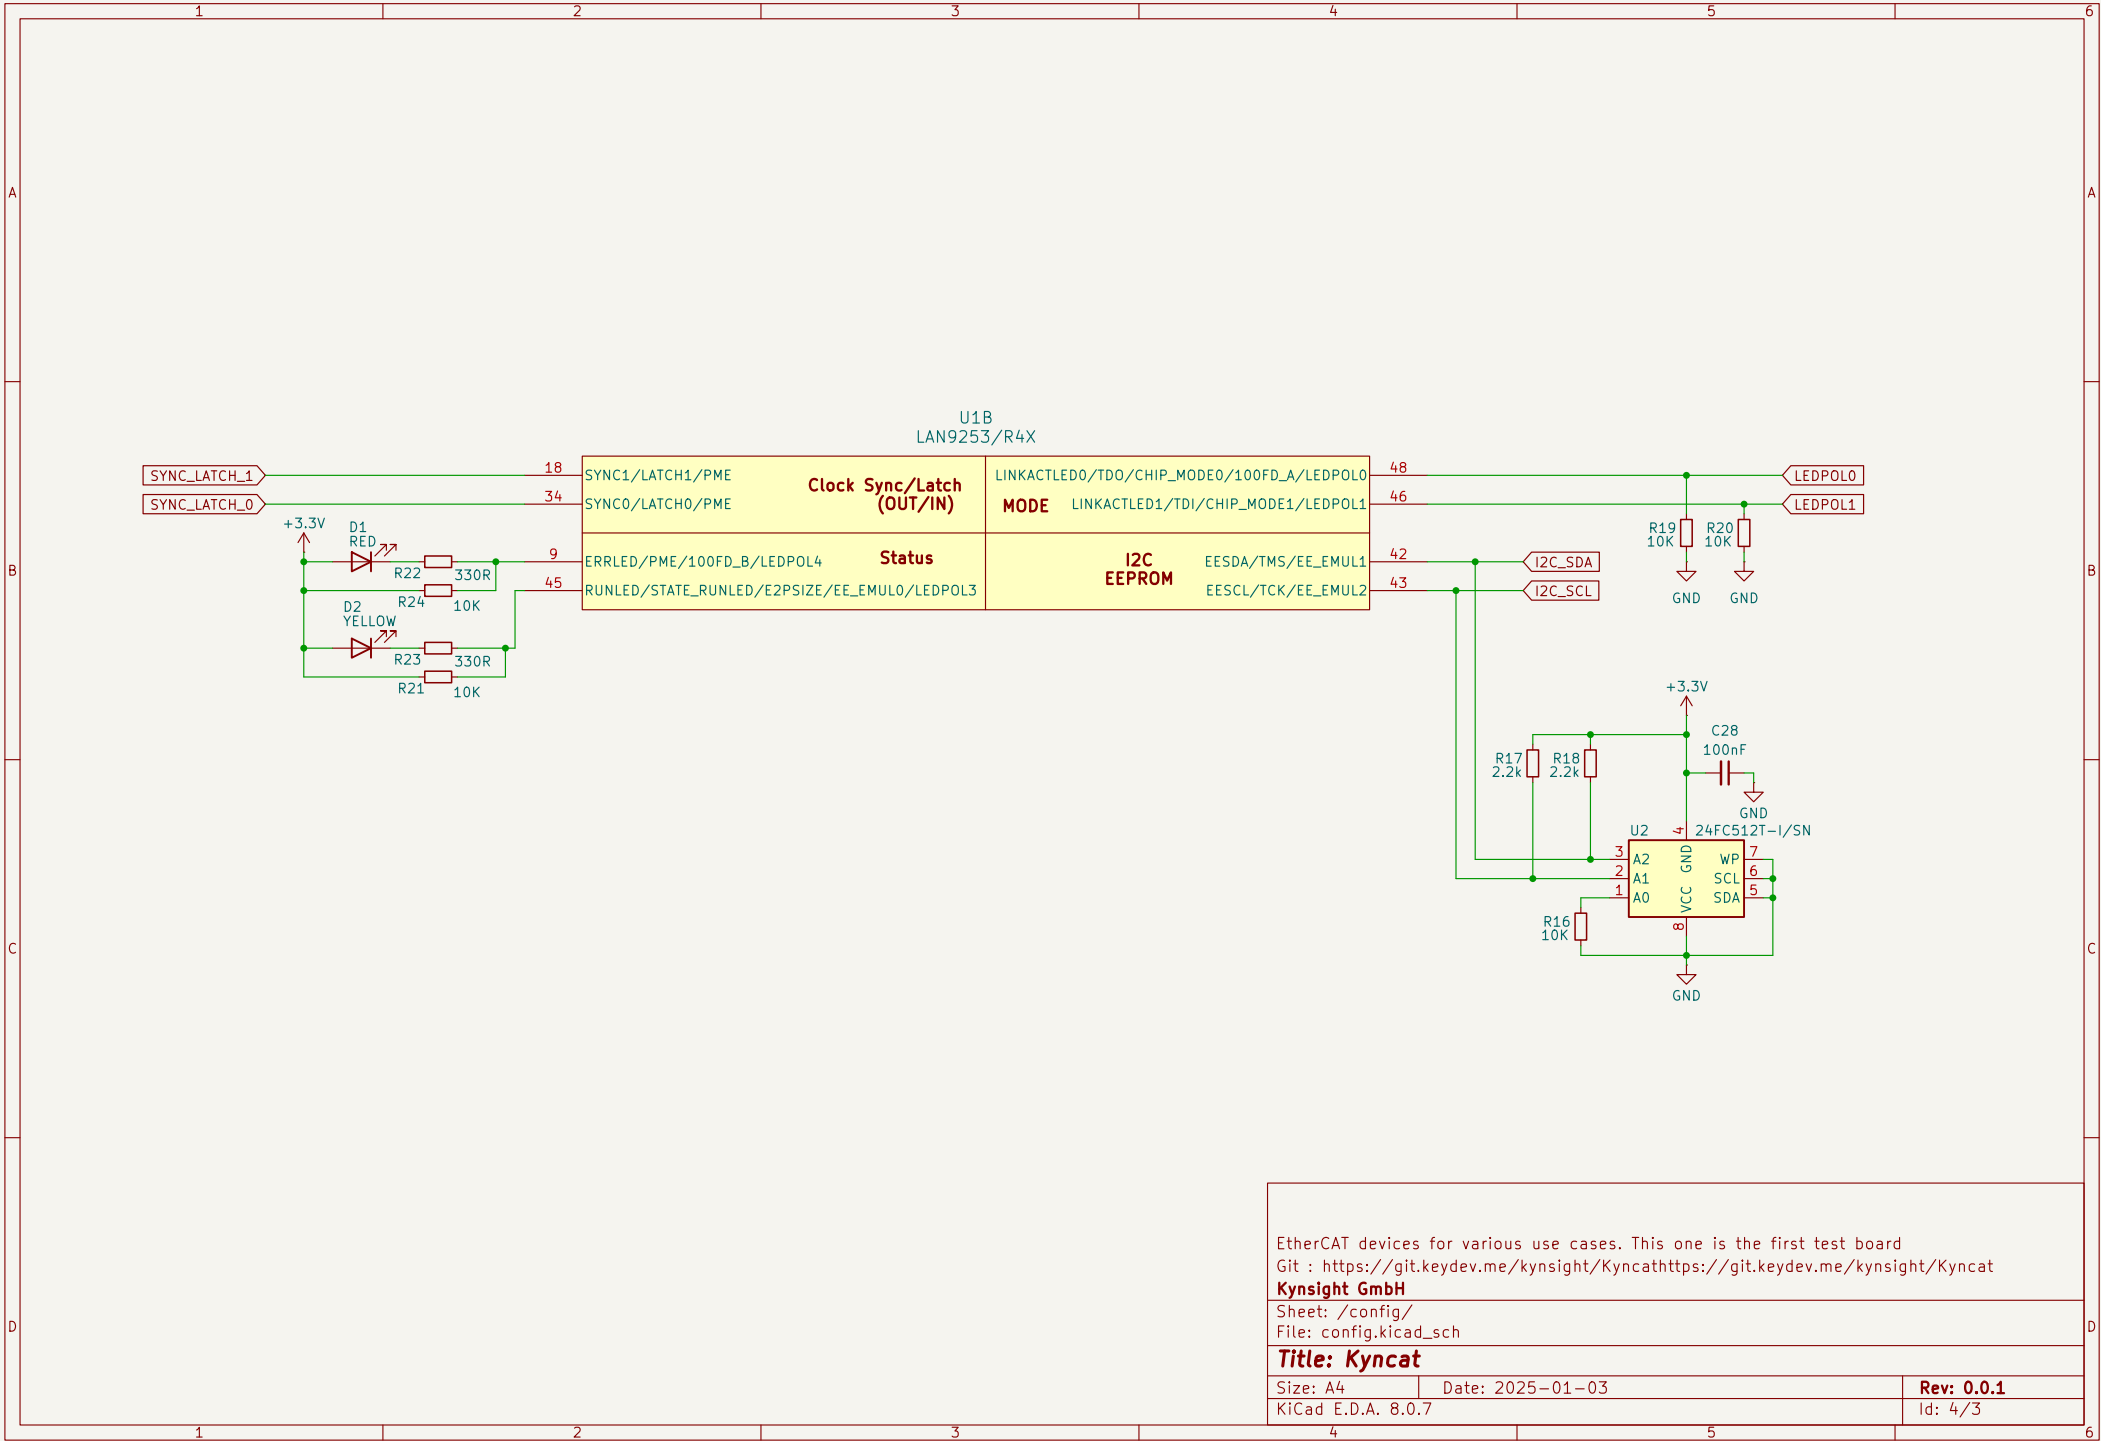 1 2 3 4 5 6
A A
U1B
LAN9253/R4X
SYNC_LATCH_1 18 SYNC1/LATCH1/PME
SYNC_LATCH_0 34 SYNC0/LATCH0/PME
Clock Sync/Latch
(OUT/IN)
MODE
LINKACTLED0/TDO/CHIP_MODE0/100FD_A/LEDPOL0 48 LEDPOL0
LINKACTLED1/TDI/CHIP_MODE1/LEDPOL1 46 LEDPOL1
+3.3V
D1
RED
R22 330R
R24 10K
9 ERRLED/PME/100FD_B/LEDPOL4
Status
45 RUNLED/STATE_RUNLED/E2PSIZE/EE_EMUL0/LEDPOL3
I2C
EEPROM
EESDA/TMS/EE_EMUL1 42 I2C_SDA
EESCL/TCK/EE_EMUL2 43 I2C_SCL
R19
10K
R20
10K
GND GND
B B
D2
YELLOW
R23 330R
R21 10K
+3.3V
C28
100nF
R17
2.2k
R18
2.2k
GND
U2 4 24FC512T-I/SN
3 A2 GND WP 7
2 A1 SCL 6
1 A0 VCC SDA 5
8
R16
10K
GND
C C
EtherCAT devices for various use cases. This one is the first test board
Git : https://git.keydev.me/kynsight/Kyncathttps://git.keydev.me/kynsight/Kyncat
Kynsight GmbH
Sheet: /config/
File: config.kicad_sch
D D
Title: Kyncat
Size: A4 Date: 2025-01-03 Rev: 0.0.1
KiCad E.D.A. 8.0.7 Id: 4/3
1 2 3 4 5 6